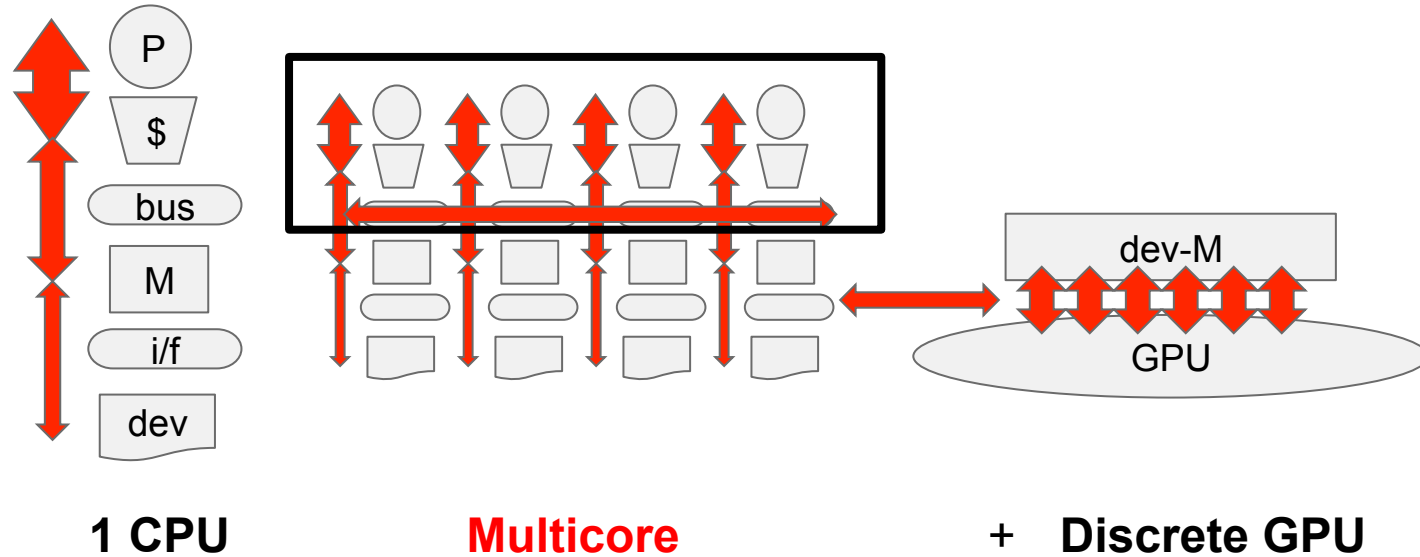 P
$
bus
M
i/f
dev
dev-M
GPU
1 CPU
Multicore
+ Discrete GPU